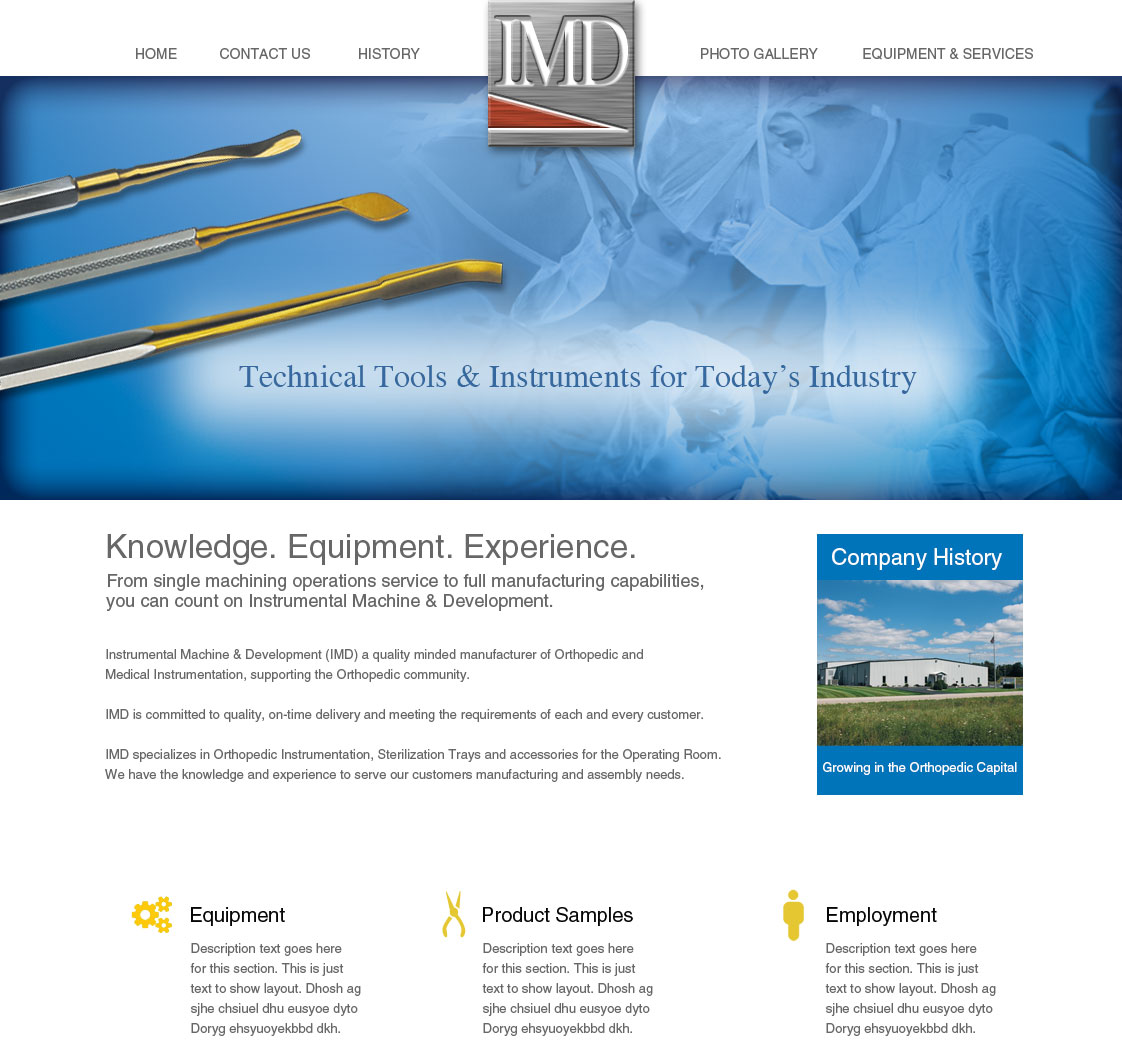 HOME CONTACT US HISTORY IMD PHOTO GALLERY EQUIPMENT & SERVICES
Technical Tools & Instruments for Today’s Industry
Knowledge. Equipment. Experience.
From single machining operations service to full manufacturing capabilities,
you can count on Instrumental Machine & Development.
Instrumental Machine & Development (IMD) a quality minded manufacturer of Orthopedic and
Medical Instrumentation, supporting the Orthopedic community.
IMD is committed to quality, on-time delivery and meeting the requirements of each and every customer.
IMD specializes in Orthopedic Instrumentation, Sterilization Trays and accessories for the Operating Room.
We have the knowledge and experience to serve our customers manufacturing and assembly needs.
Company History
Growing in the Orthopedic Capital
Equipment
Description text goes here
for this section. This is just
text to show layout. Dhosh ag
sjhe chsiuel dhu eusyoe dyto
Doryg ehsyuoyekbbd dkh.
Product Samples
Description text goes here
for this section. This is just
text to show layout. Dhosh ag
sjhe chsiuel dhu eusyoe dyto
Doryg ehsyuoyekbbd dkh.
Employment
Description text goes here
for this section. This is just
text to show layout. Dhosh ag
sjhe chsiuel dhu eusyoe dyto
Doryg ehsyuoyekbbd dkh.